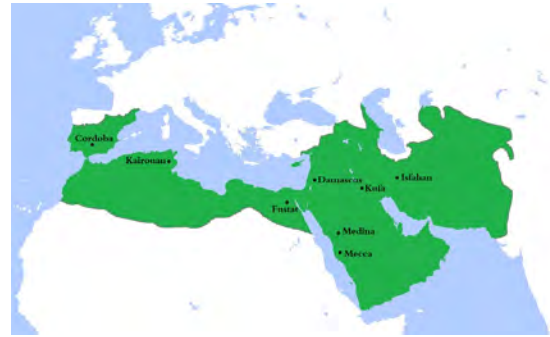 Cordoba
Kairouan
Damascus
Kufa
Isfahan
Fustat
Medina
Mecca